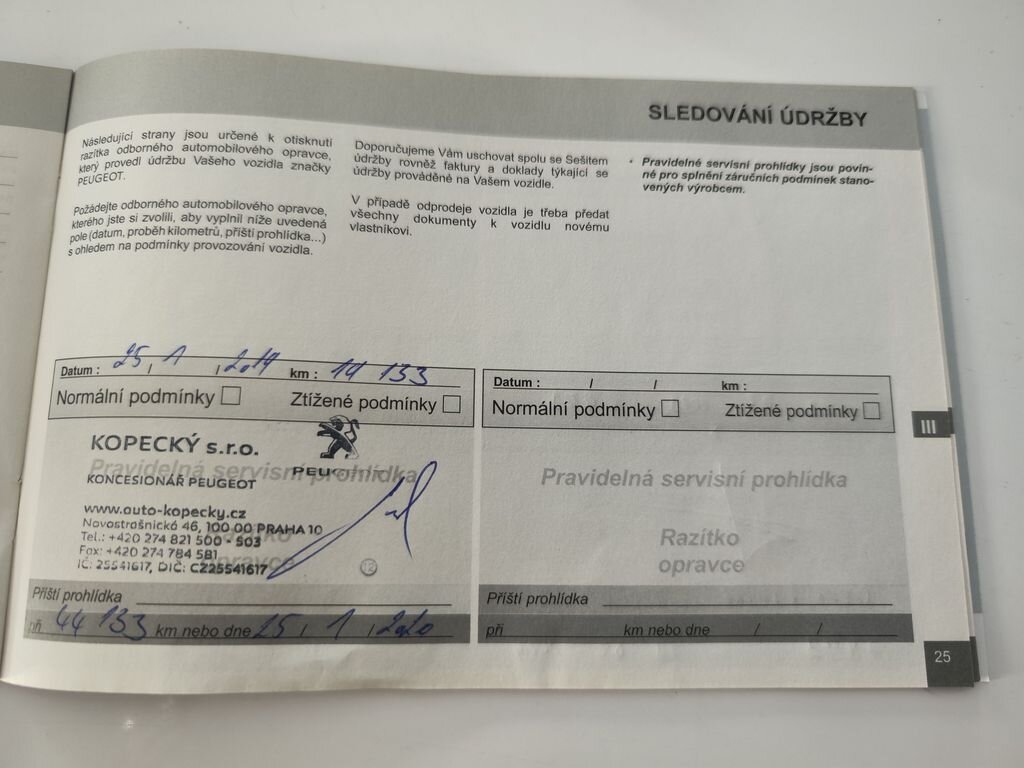 SLEDOVÁNÍ ÚDRŽBY
Následující strany jsou určené k otisknutí
razítka odborného automobilového opravce,
který provedl údržbu Vašeho vozidla značky
PEUGEOT.
Požádejte odborného automobilového opravce,
kterého jste si zvolili, aby vyplnil níže uvedená
pole (datum, proběh kilometrů, příští prohlídka...)
s ohledem na podmínky provozování vozidla.
Doporučujeme Vám uschovat spolu se Sešitem
údržby rovněž faktury a doklady týkající se
údržby prováděné na Vašem vozidle.
V případě odprodeje vozidla je třeba předat
všechny dokumenty k vozidlu novému
vlastníkovi.
* Pravidelné servisní prohlídky jsou povin-
né pro splnění záručních podmínek stano-
vených výrobcem.
Datum : 25 / 1 / 2019 km : 14 133
Normální podmínky Ztížené podmínky
KOPECKÝ s.r.o.
PEUGEOT
Pravidelná servisní prohlídka
KONCESIONÁŘ PEUGEOT
www.auto-kopecky.cz
Novostrašnická 46, 100 00 PRAHA 10
Tel.: +420 274 821 500 - 503
Fax: +420 274 784 581
IČ: 25541617, DIČ: CZ25541617
Razítko
opravce
12
Příští prohlídka
při 44 133 km nebo dne 25 / 1 / 2020
Datum : / / km :
Normální podmínky Ztížené podmínky
Pravidelná servisní prohlídka
Razítko
opravce
Příští prohlídka
při km nebo dne / /
III
25